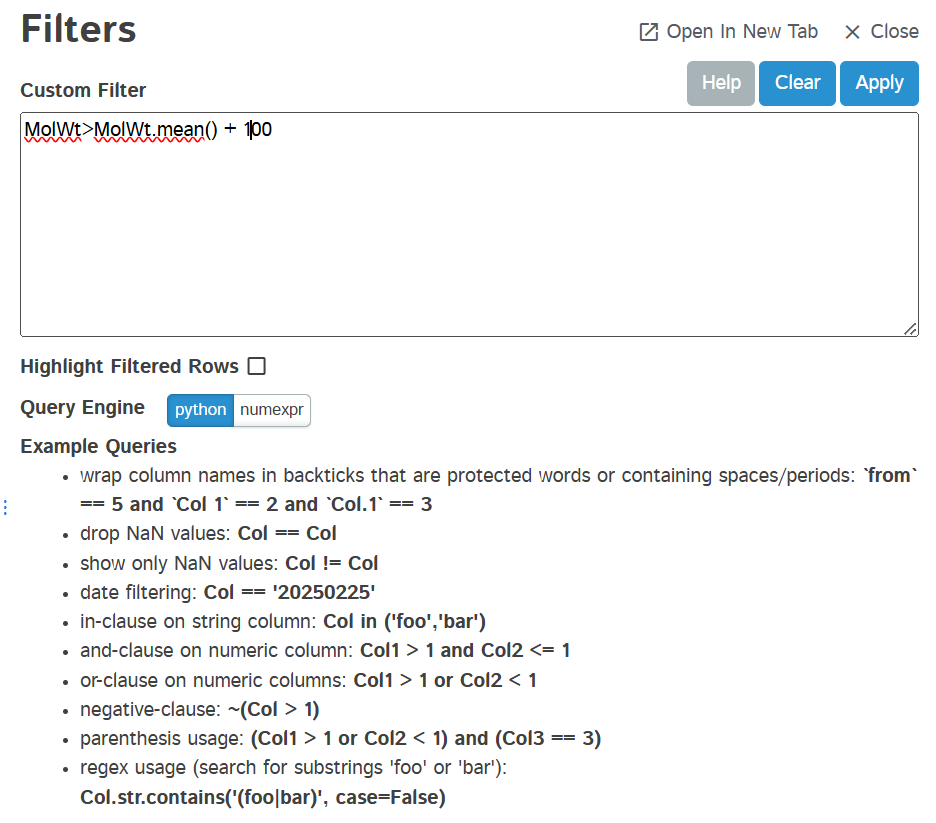 Filters
Open In New Tab
Close
Custom Filter
Help
Clear
Apply
MolWt>MolWt.mean() + 100
Highlight Filtered Rows
Query Engine
python
numexpr
Example Queries
• wrap column names in backticks that are protected words or containing spaces/periods: `from`
== 5 and `Col 1` == 2 and `Col.1` == 3
• drop NaN values: Col == Col
• show only NaN values: Col != Col
• date filtering: Col == '20250225'
• in-clause on string column: Col in ('foo','bar')
• and-clause on numeric column: Col1 > 1 and Col2 <= 1
• or-clause on numeric columns: Col1 > 1 or Col2 < 1
• negative-clause: ~(Col > 1)
• parenthesis usage: (Col1 > 1 or Col2 < 1) and (Col3 == 3)
• regex usage (search for substrings 'foo' or 'bar'):
Col.str.contains('(foo|bar)', case=False)